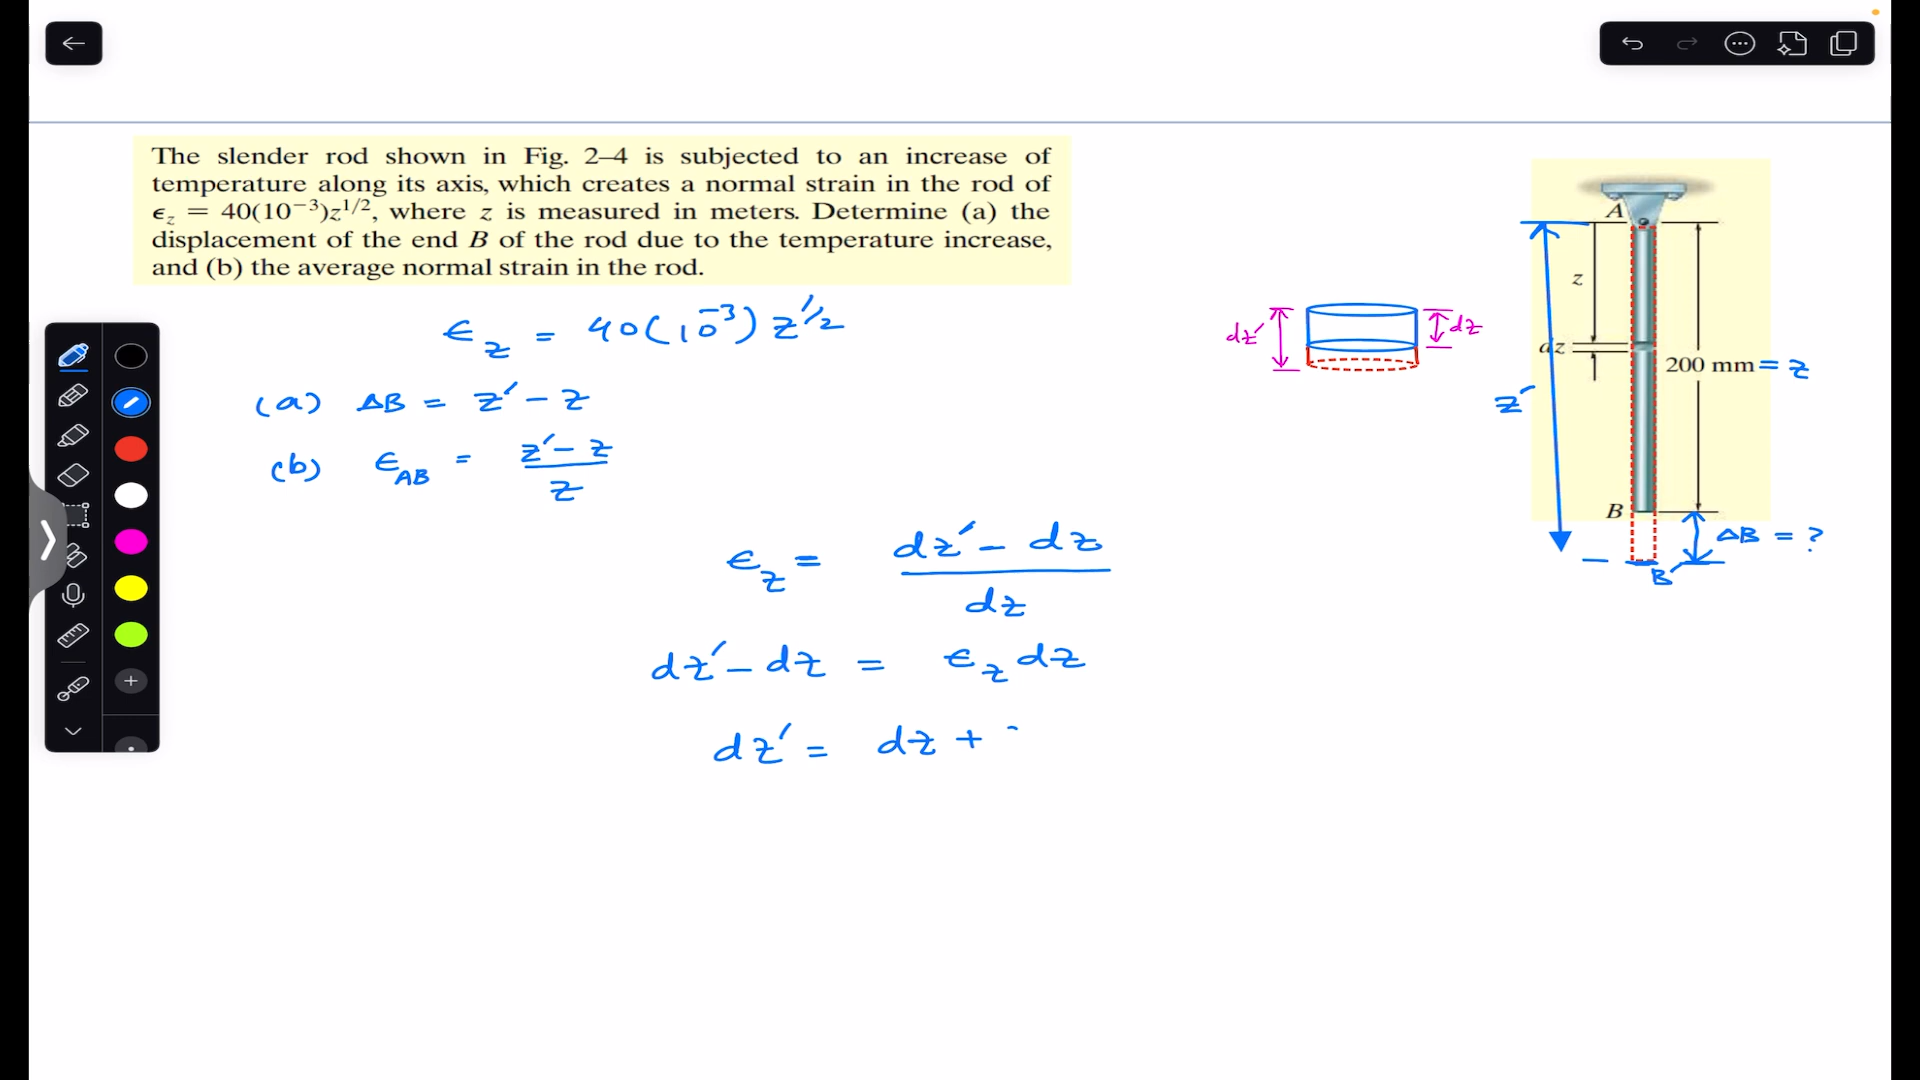 The slender rod shown in Fig. 2–4 is subjected to an increase of
temperature along its axis, which creates a normal strain in the rod of
ϵz = 40(10⁻³)z^1/2, where z is measured in meters. Determine (a) the
displacement of the end B of the rod due to the temperature increase,
and (b) the average normal strain in the rod.
ϵz = 40(10⁻³) z^1/2
(a) ΔB = z′ – z
(b) ϵAB = z′ – z / z
ϵz = dz′ – dz / dz
dz′ – dz = ϵz dz
dz′ = dz +
dz′
dz
A
z
dz
200 mm = z
z′
B
ΔB = ?
B′